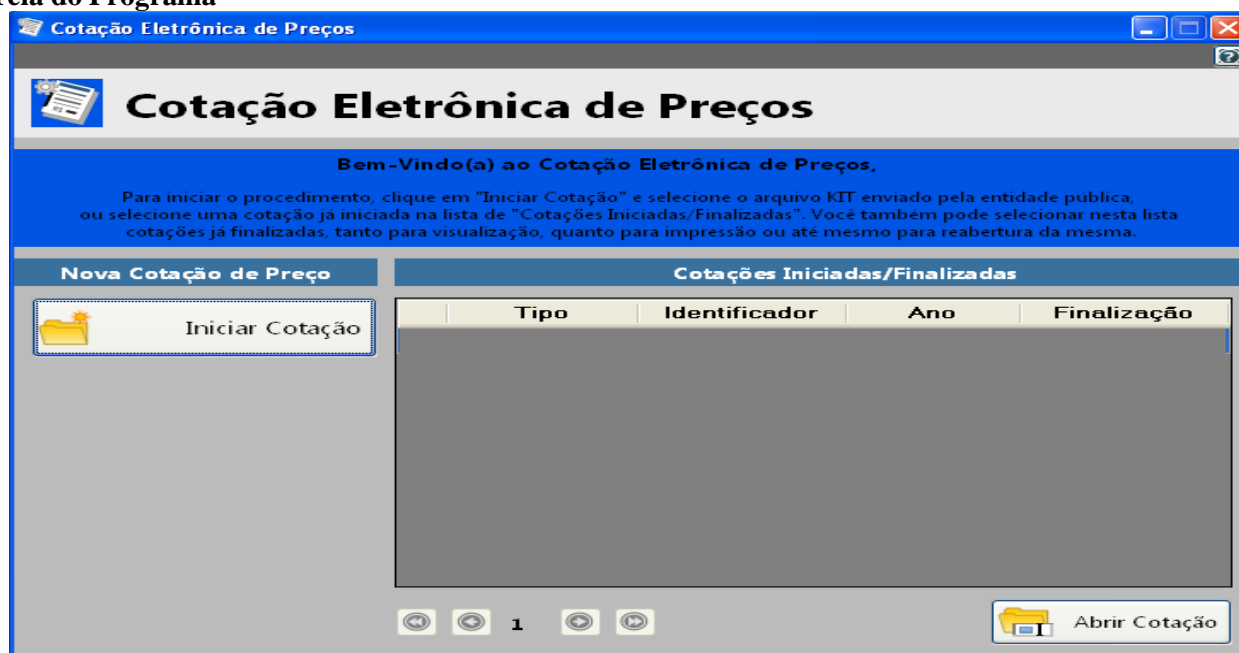 do Programa
Cotação Eletrônica de Preços
Cotação Eletrônica de Preços
Bem-Vindo(a) ao Cotação Eletrônica de Preços,
Para iniciar o procedimento, clique em "Iniciar Cotação" e selecione o arquivo KIT enviado pela entidade publica,
ou selecione uma cotação já iniciada na lista de "Cotações Iniciadas/Finalizadas". Você também pode selecionar nesta lista
cotações já finalizadas, tanto para visualização, quanto para impressão ou até mesmo para reabertura da mesma.
Nova Cotação de Preço
Cotações Iniciadas/Finalizadas
Iniciar Cotação
Tipo Identificador Ano Finalização
1
Abrir Cotação